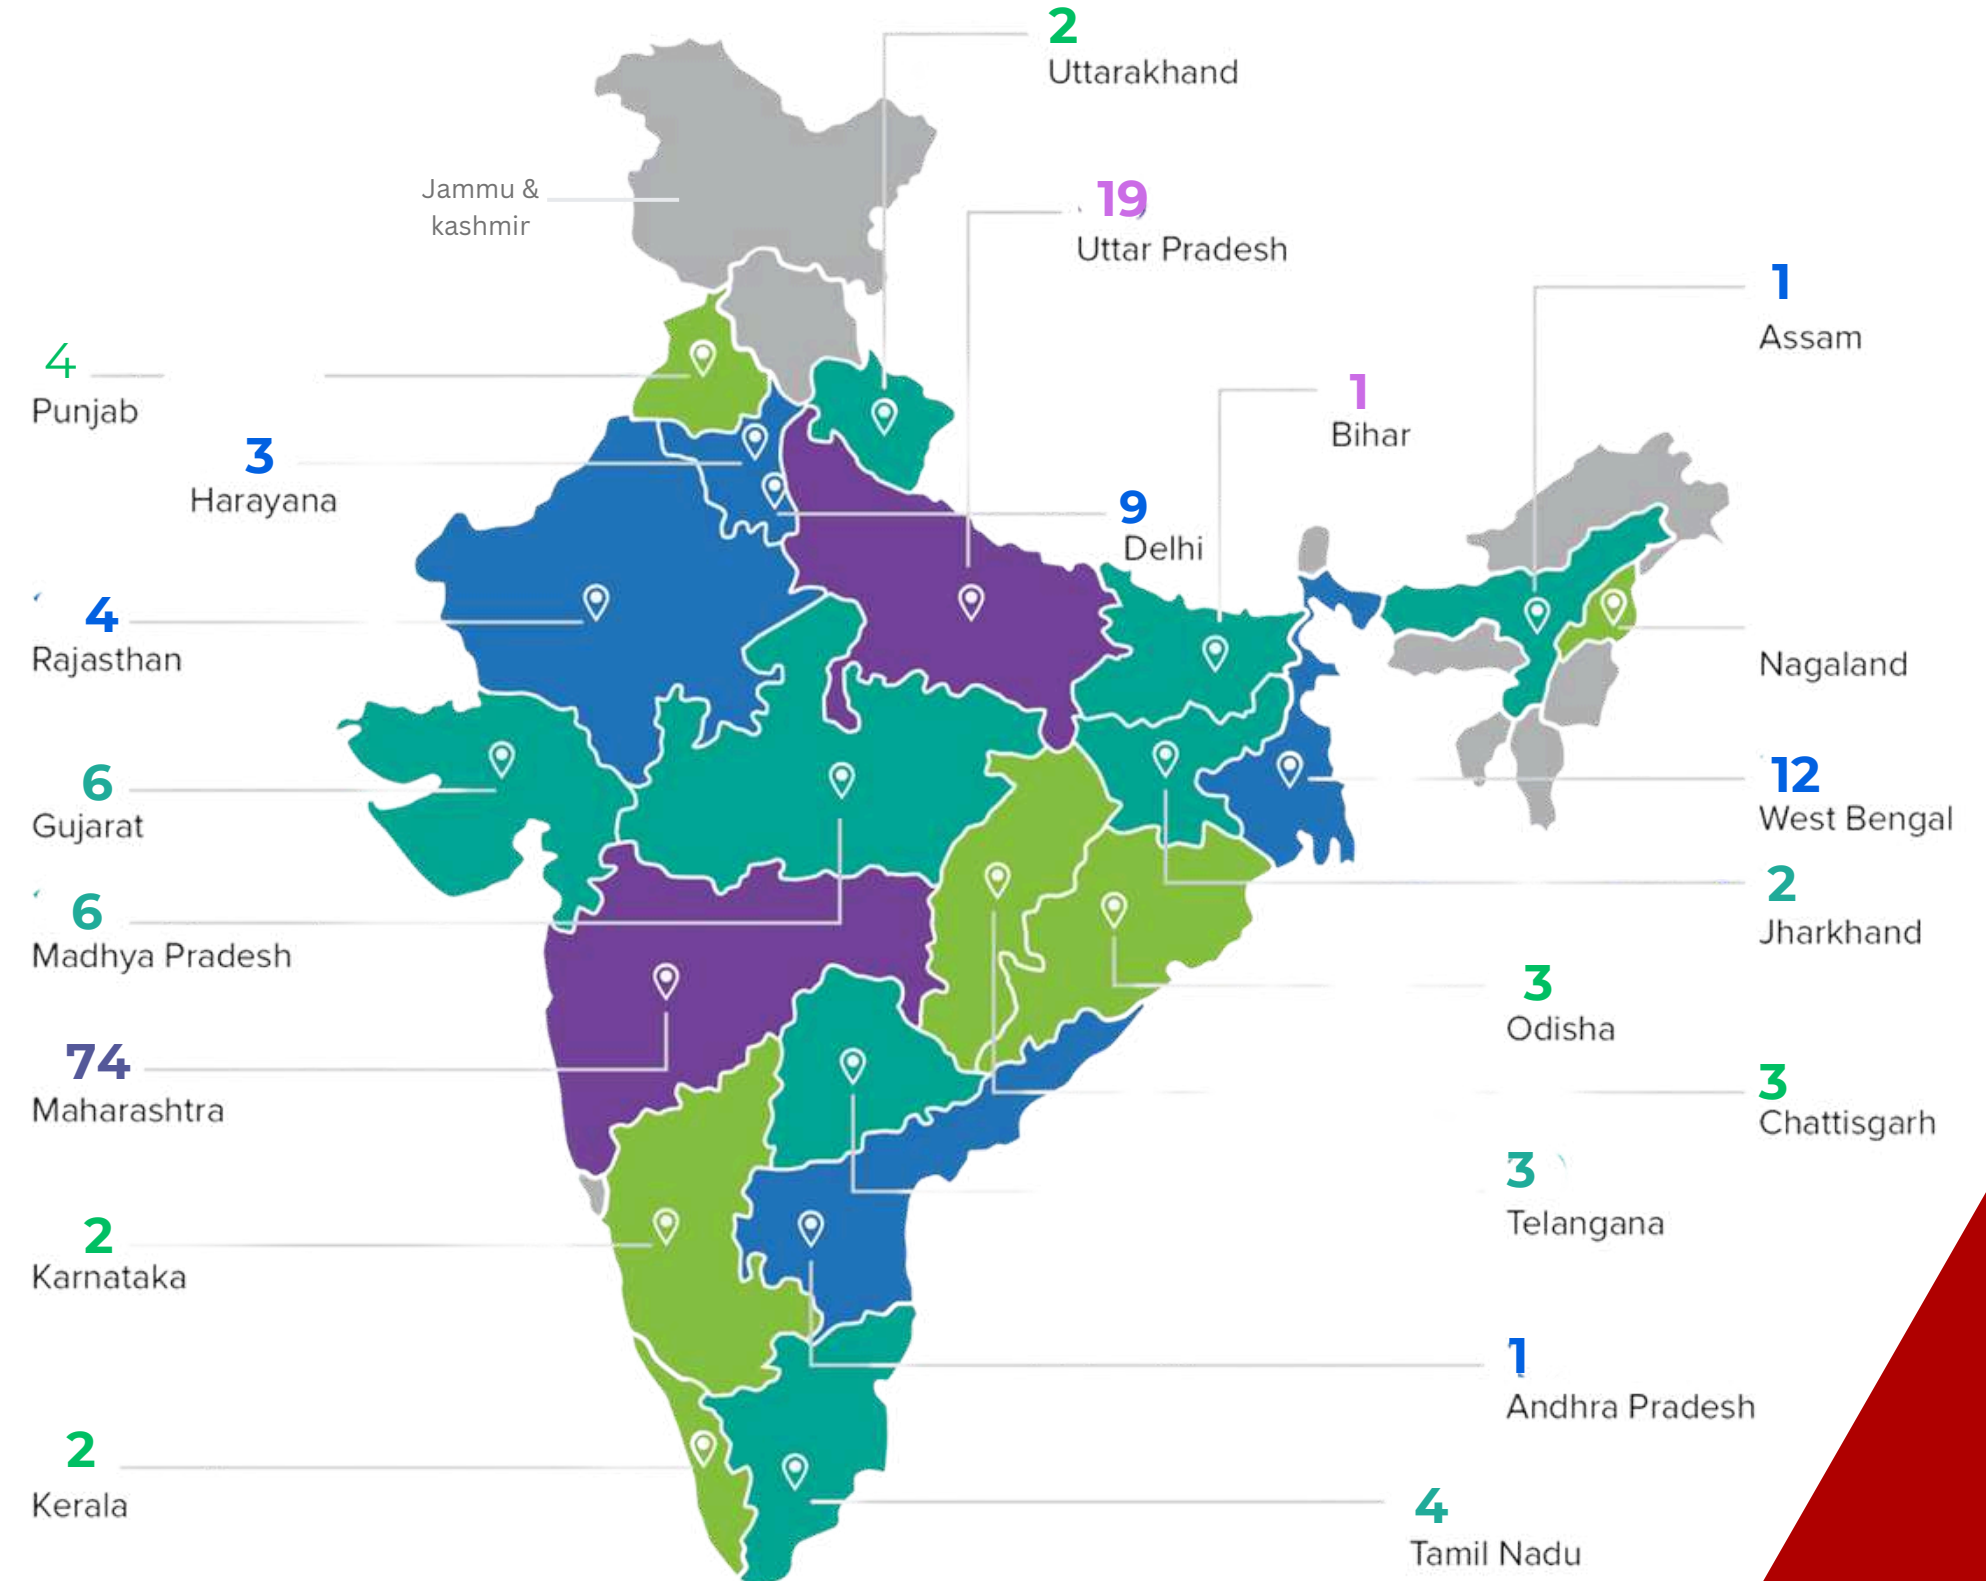 2
Uttarakhand
Jammu &
kashmir
19
Uttar Pradesh
1
Assam
4
Punjab
1
Bihar
3
Harayana
9
Delhi
4
Rajasthan
Nagaland
6
Gujarat
12
West Bengal
6
Madhya Pradesh
2
Jharkhand
3
Odisha
74
Maharashtra
3
Chattisgarh
3
Telangana
2
Karnataka
1
Andhra Pradesh
2
Kerala
4
Tamil Nadu